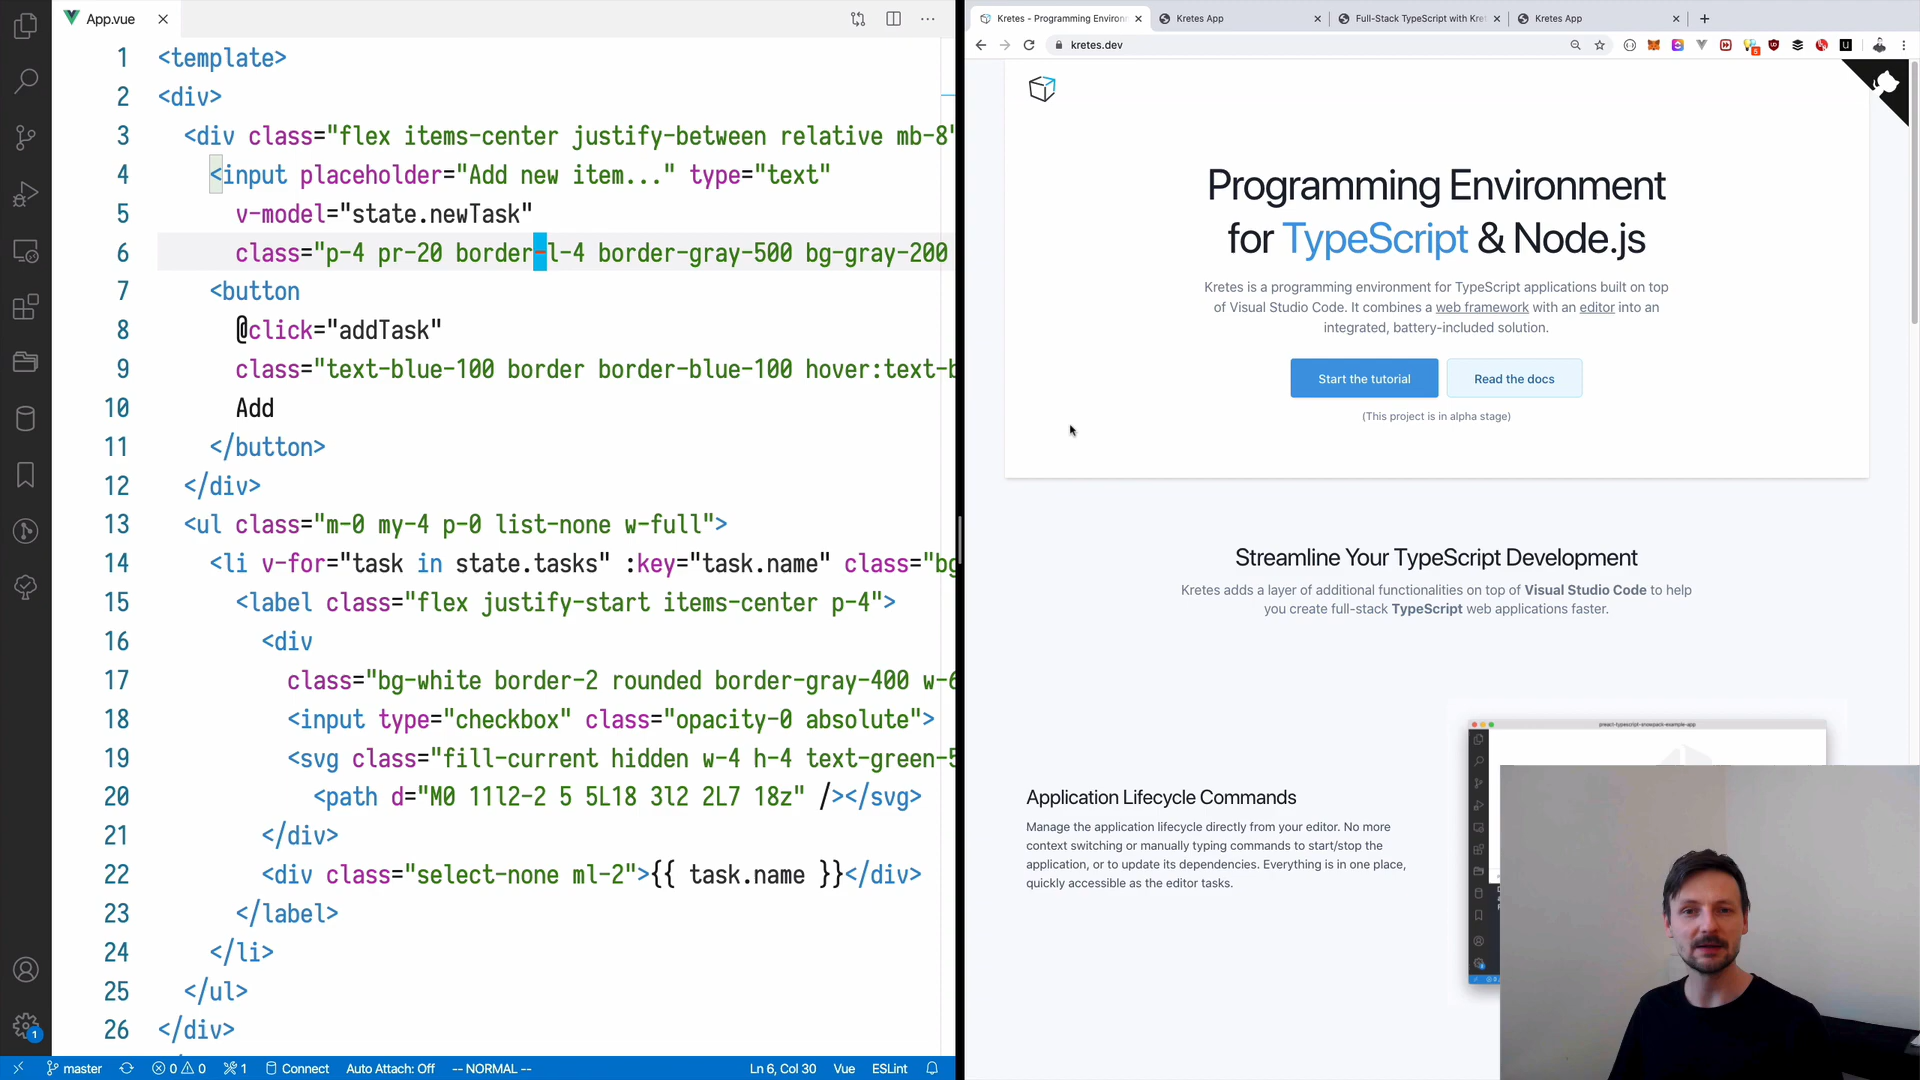 App.vue
1 <template>
2 <div>
3 <div class="flex items-center justify-between relative mb-8"
4 <input placeholder="Add new item..." type="text"
5 v-model="state.newTask"
6 class="p-4 pr-20 border-l-4 border-gray-500 bg-gray-200
7 <button
8 @click="addTask"
9 class="text-blue-100 border border-blue-100 hover:text-b
10 Add
11 </button>
12 </div>
13 <ul class="m-0 my-4 p-0 list-none w-full">
14 <li v-for="task in state.tasks" :key="task.name" class="bg
15 <label class="flex justify-start items-center p-4">
16 <div
17 class="bg-white border-2 rounded border-gray-400 w-6
18 <input type="checkbox" class="opacity-0 absolute">
19 <svg class="fill-current hidden w-4 h-4 text-green-5
20 <path d="M0 11l2-2 5 5L18 3l2 2L7 18z" /></svg>
21 </div>
22 <div class="select-none ml-2">{{ task.name }}</div>
23 </label>
24 </li>
25 </ul>
26 </div>
1
master 0 0 1 Connect Auto Attach: Off -- NORMAL -- Ln 6, Col 30 Vue ESLint
Kretes - Programming Environ Kretes App Full-Stack TypeScript with Kret Kretes App
kretes.dev
Programming Environment
for TypeScript & Node.js
Kretes is a programming environment for TypeScript applications built on top
of Visual Studio Code. It combines a web framework with an editor into an
integrated, battery-included solution.
Start the tutorial Read the docs
(This project is in alpha stage)
Streamline Your TypeScript Development
Kretes adds a layer of additional functionalities on top of Visual Studio Code to help
you create full-stack TypeScript web applications faster.
preact-typescript-snowpack-example-app
Application Lifecycle Commands
Manage the application lifecycle directly from your editor. No more
context switching or manually typing commands to start/stop the
application, or to update its dependencies. Everything is in one place,
quickly accessible as the editor tasks.